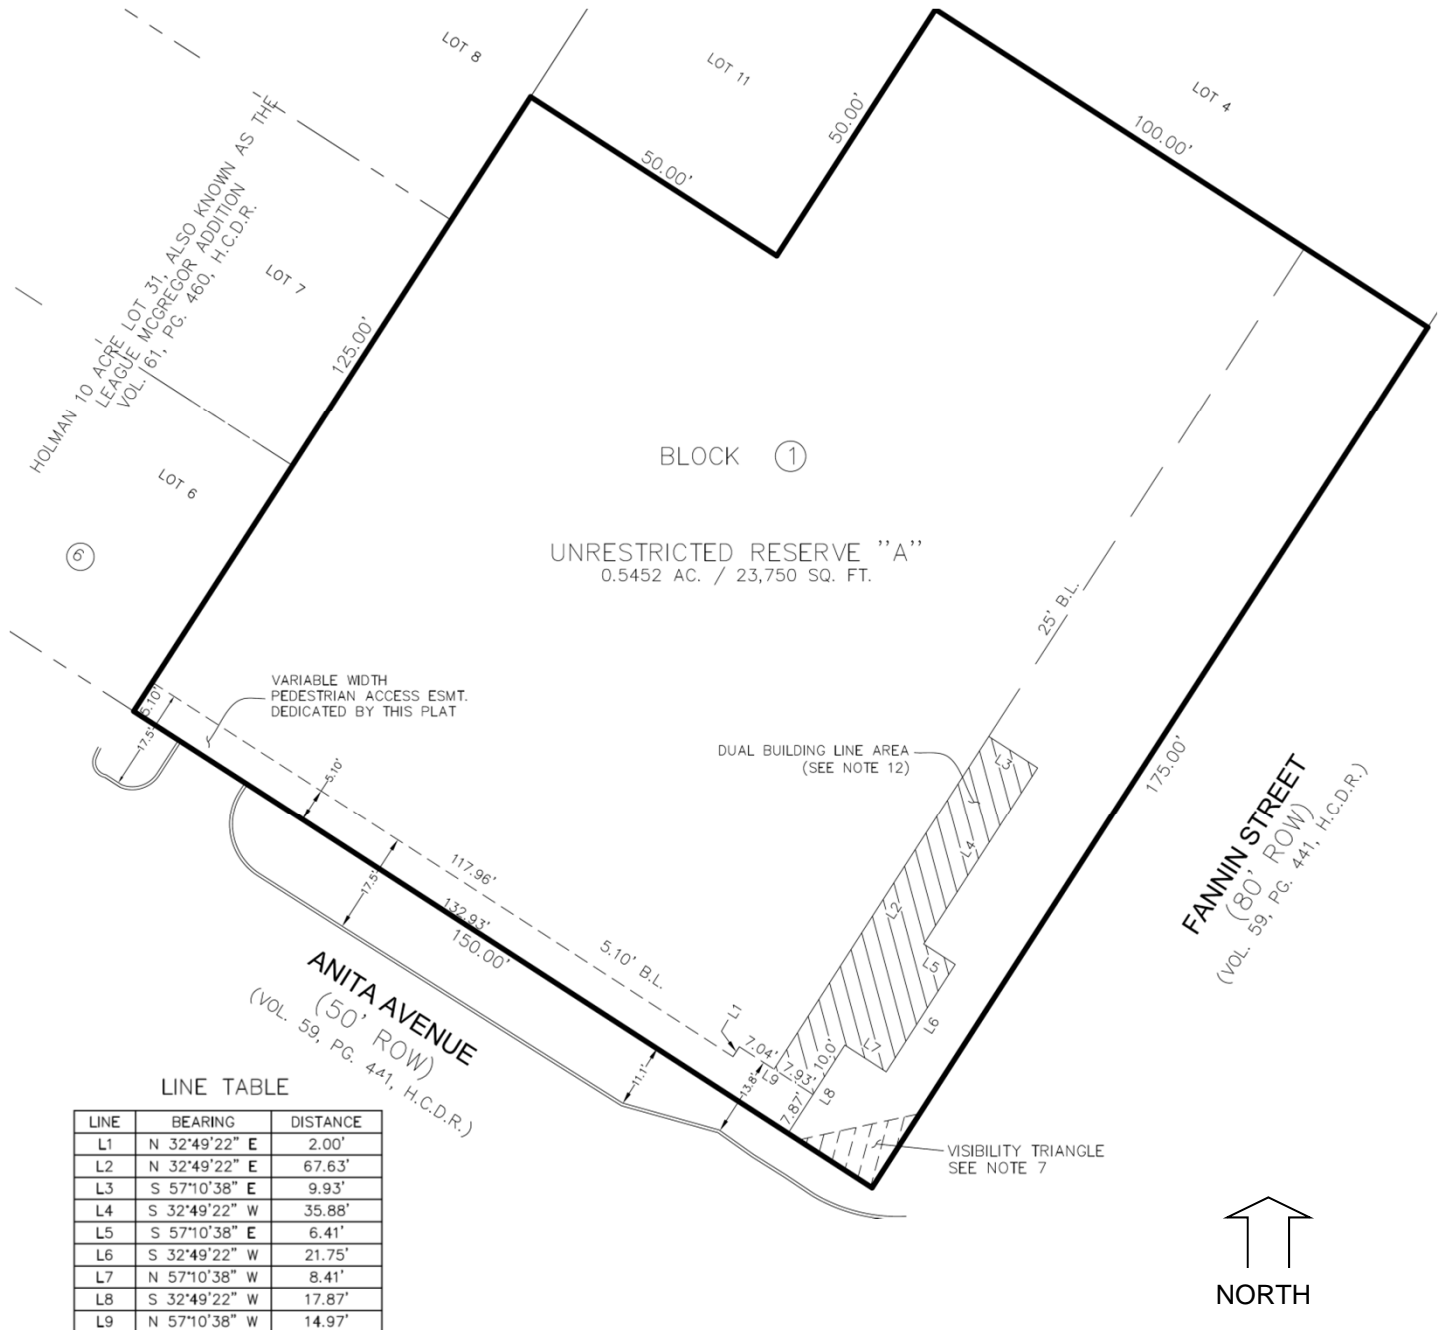 LOT 8
LOT 11
LOT 4
50.00'
100.00'
50.00'
HOLMAN 10 ACRE LOT 31, ALSO KNOWN AS THE
LEAGUE MCGREGOR ADDITION
VOL. 61, PG. 460, H.C.D.R.
LOT 7
125.00'
BLOCK 1
LOT 6
6
UNRESTRICTED RESERVE ''A''
0.5452 AC. / 23,750 SQ. FT.
25' B.L.
VARIABLE WIDTH
PEDESTRIAN ACCESS ESMT.
DEDICATED BY THIS PLAT
5.10'
17.5'
5.10'
DUAL BUILDING LINE AREA
(SEE NOTE 12)
L3
175.00'
FANNIN STREET
(80' ROW)
(VOL. 59, PG. 441, H.C.D.R.)
L4
L2
117.96'
17.5'
132.93'
150.00'
5.10' B.L.
L5
ANITA AVENUE
(50' ROW)
(VOL. 59, PG. 441, H.C.D.R.)
L1
L6
7.04'
10.0'
L7
L9
7.93'
11.1'
13.8'
L8
7.87'
VISIBILITY TRIANGLE
SEE NOTE 7
LINE TABLE
LINE BEARING DISTANCE
L1 N 32°49'22" E 2.00'
L2 N 32°49'22" E 67.63'
L3 S 57°10'38" E 9.93'
L4 S 32°49'22" W 35.88'
L5 S 57°10'38" E 6.41'
L6 S 32°49'22" W 21.75'
L7 N 57°10'38" W 8.41'
L8 S 32°49'22" W 17.87'
L9 N 57°10'38" W 14.97'
NORTH